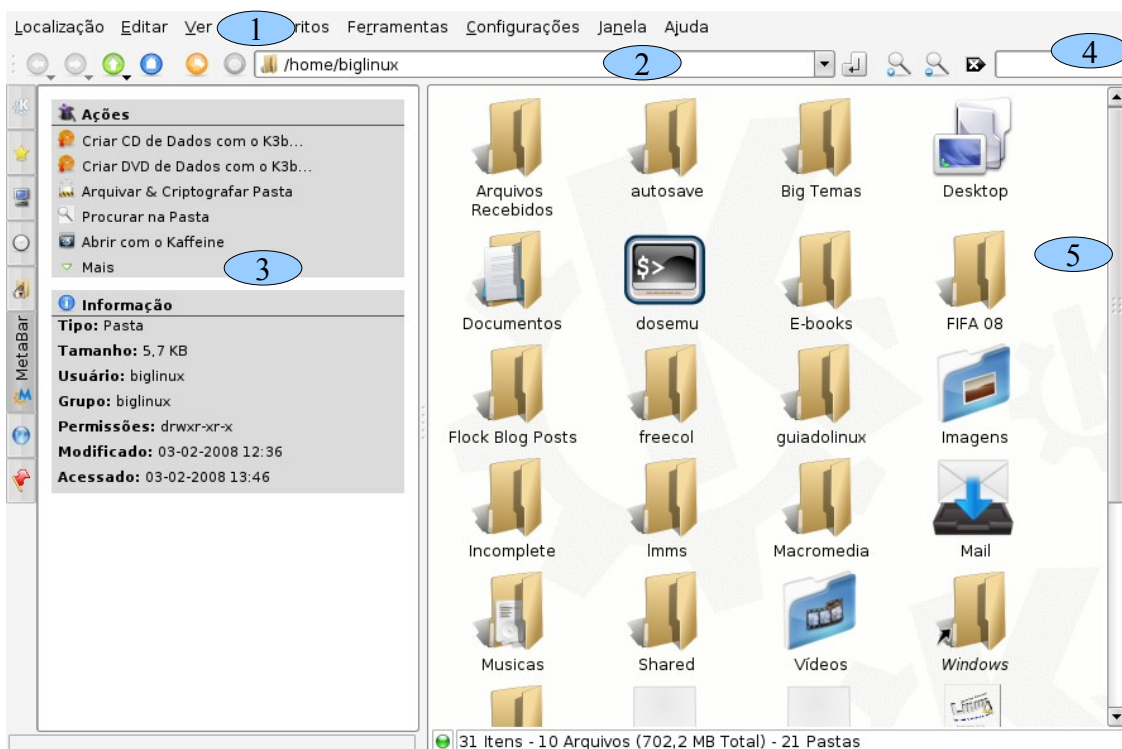 Localização Editar Ver 1 ritos Ferramentas Configurações Janela Ajuda
/home/biglinux 2 4
Ações
Criar CD de Dados com o K3b...
Criar DVD de Dados com o K3b...
Arquivar & Criptografar Pasta
Procurar na Pasta
Abrir com o Kaffeine
Mais 3
MetaBar
Informação
Tipo: Pasta
Tamanho: 5,7 KB
Usuário: biglinux
Grupo: biglinux
Permissões: drwxr-xr-x
Modificado: 03-02-2008 12:36
Acessado: 03-02-2008 13:46
Arquivos Recebidos autosave Big Temas Desktop
$> 5
Documentos dosemu E-books FIFA 08
Flock Blog Posts freecol guiadolinux Imagens
Incomplete lmms Macromedia Mail
Musicas Shared Vídeos Windows
31 Itens - 10 Arquivos (702,2 MB Total) - 21 Pastas